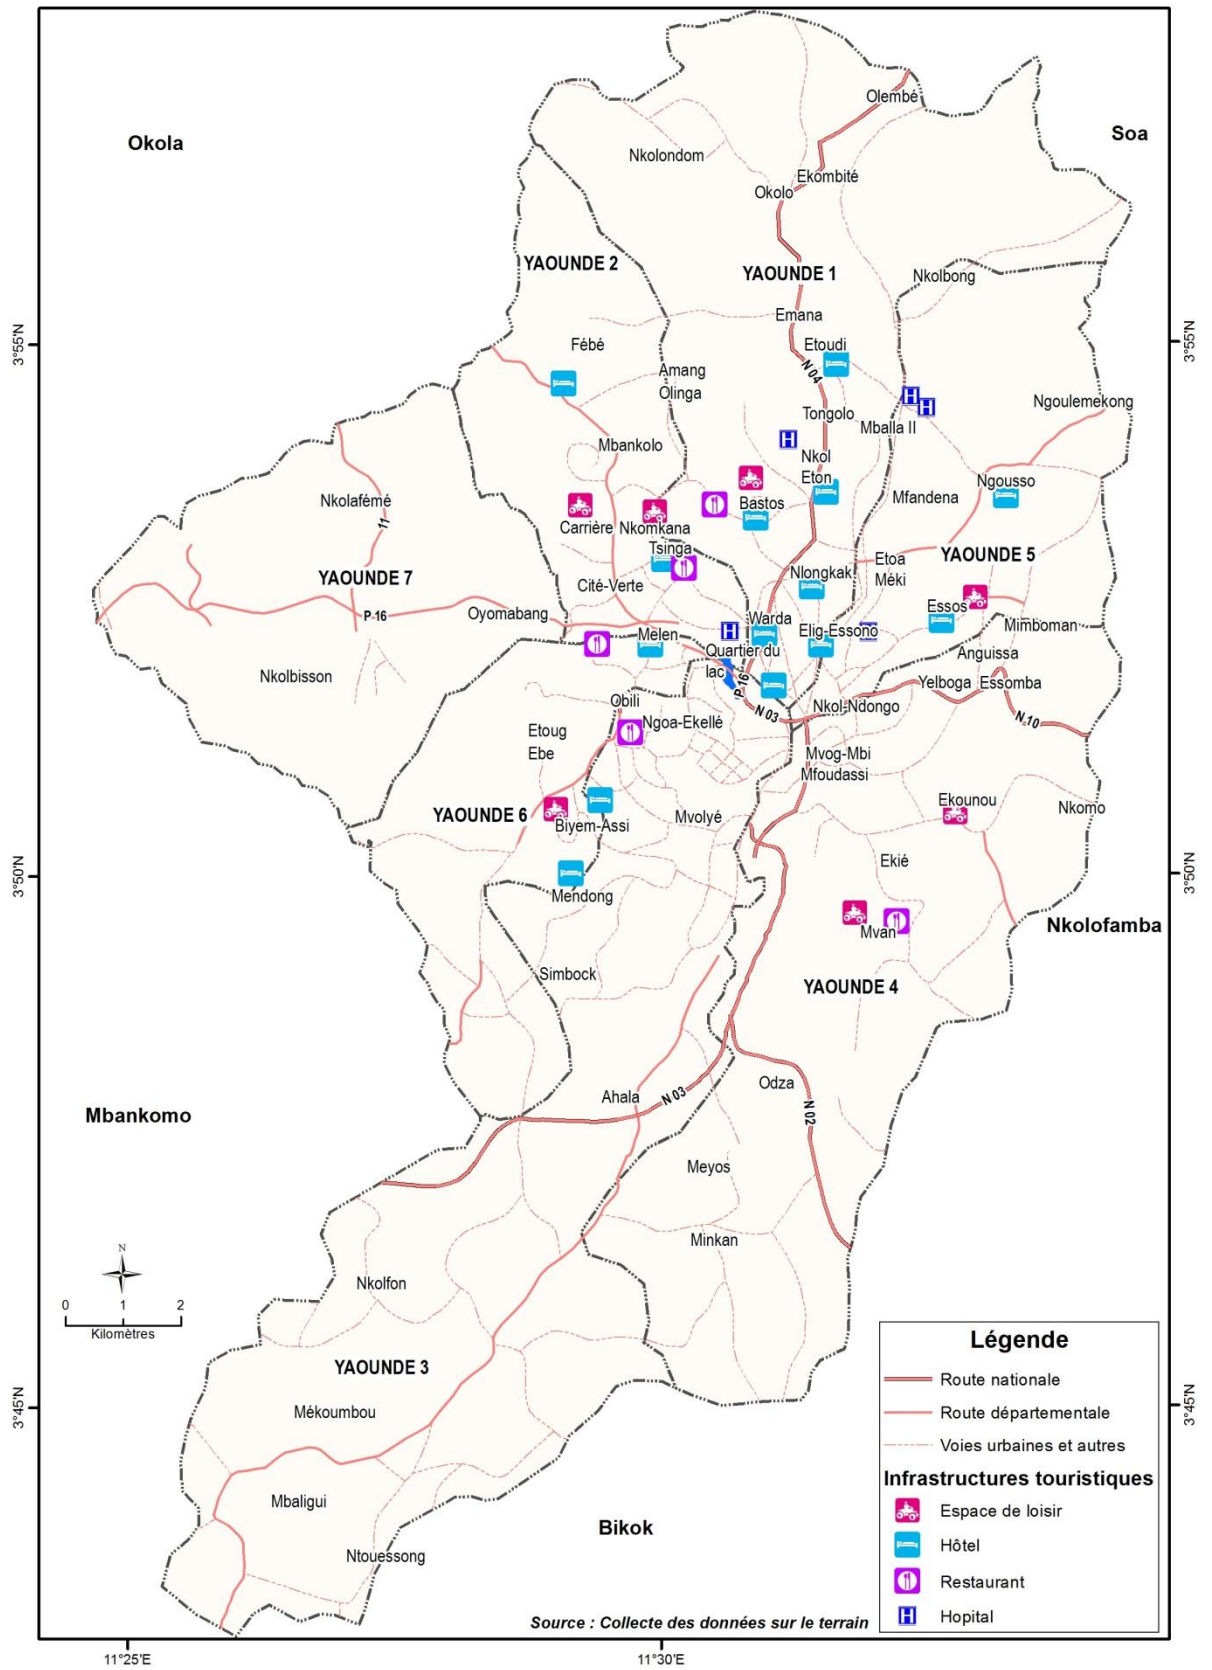 Olembé
Okola
Soa
Nkolondom
Ekombité
Okolo
YAOUNDE 2
YAOUNDE 1
Nkolbong
Emana
3°55'N
3°55'N
Fébé
Etoudi
N 04
Amang
Olinga
Ngoulemekong
Tongolo
Mballa II
Mbankolo
H
H
H
Nkol
Eton
Ngousso
Nkolafémé
Mfandena
Bastos
11
Carrière
Nkomkana
Tsinga
YAOUNDE 5
Etoa
Méki
YAOUNDE 7
Nlongkak
Cité-Verte
P 16
Oyomabang
Essos
Warda
Mimboman
Melen
H
Elig-Essono
H
Quartier du
lac
Anguissa
Nkolbisson
P 16
Yelboga
Essomba
Obili
N 03
Nkol-Ndongo
N 10
Ngoa-Ekellé
Etoug
Ebe
Mvog-Mbi
Mfoudassi
YAOUNDE 6
Ekounou
Nkomo
Biyem-Assi
Mvolyé
Ekié
3°50'N
3°50'N
Mendong
Nkolofamba
Mvan
Simbock
YAOUNDE 4
Odza
Ahala
N 03
N 02
Mbankomo
Meyos
Minkan
N
Nkolfon
0 1 2
Kilomètres
YAOUNDE 3
3°45'N
3°45'N
Mékoumbou
Mbaligui
Bikok
Ntouessong
Légende
Route nationale
Route départementale
Voies urbaines et autres
Infrastructures touristiques
Espace de loisir
Hôtel
Restaurant
H Hopital
Source : Collecte des données sur le terrain
11°25'E
11°30'E